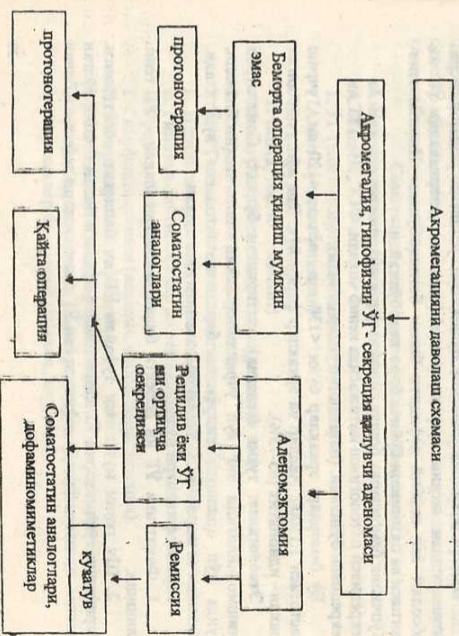 Акромегалияни даволаш схемаси
Акромегалия, гипофизни ЎГ - секреция қилувчи аденомаси
Беморга операция қилиш мумкин
эмас
Аденомэктомия
протонотерапия
Соматостатин
аналоглари
Рецидив ёки ЎГ
ни ортиқча
секрецияси
Ремиссия
протонотерапия
Қайта операция
Соматостатин аналоглари,
дофаминомиметиклар
кузатув